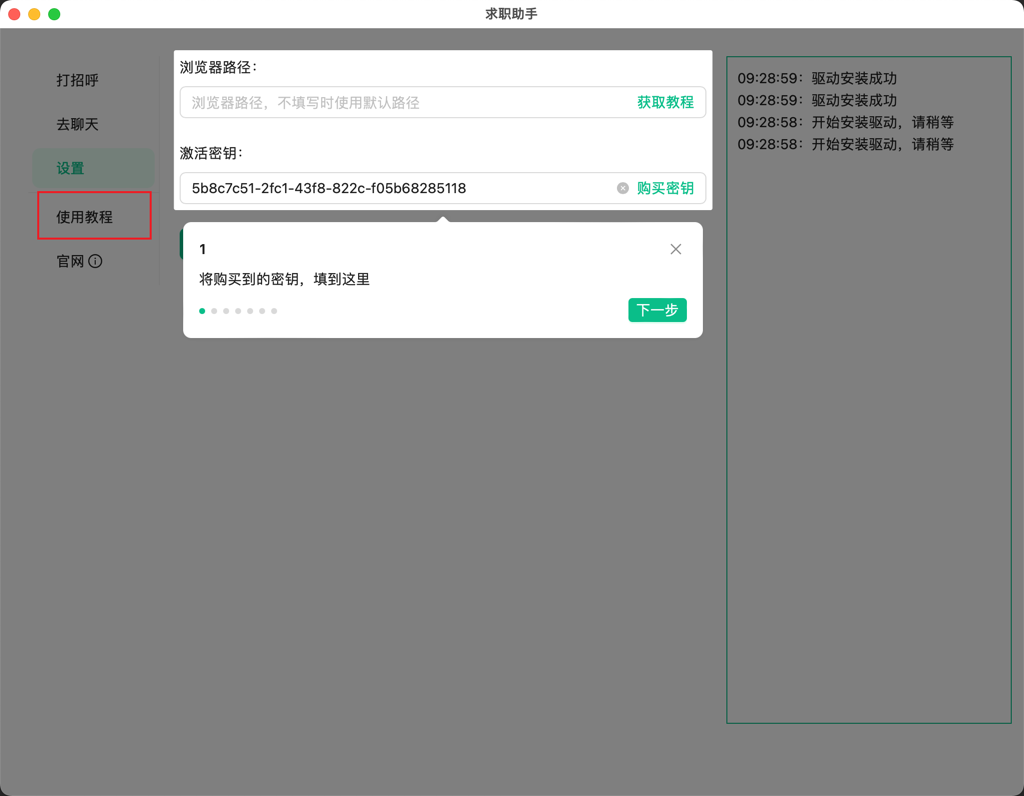 求职助手
打招呼
去聊天
设置
使用教程
官网
浏览器路径：
浏览器路径，不填写时使用默认路径
获取教程
激活密钥：
5b8c7c51-2fc1-43f8-822c-f05b68285118
购买密钥
1
将购买到的密钥，填到这里
下一步
09:28:59：驱动安装成功
09:28:59：驱动安装成功
09:28:58：开始安装驱动，请稍等
09:28:58：开始安装驱动，请稍等